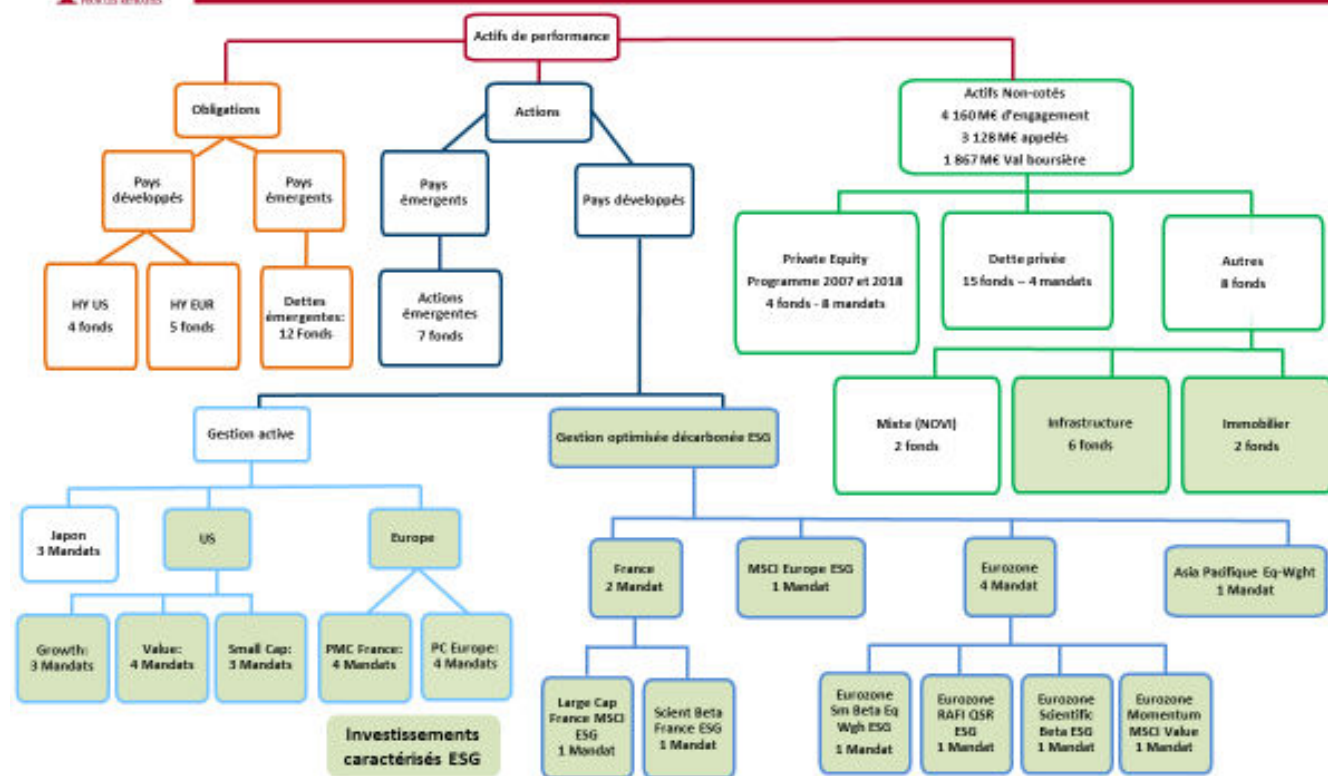 POUR LES RETRAITES
Actifs de performance
Obligations
Actions
Actifs Non-cotés
4 160 M€ d'engagement
3 128 M€ appelés
1 867 M€ Val boursière
Pays
développés
Pays
émergents
Pays
émergents
Pays développés
HY US
4 fonds
HY EUR
5 fonds
Dettes
émergentes:
12 Fonds
Actions
émergentes
7 fonds
Private Equity
Programme 2007 et 2018
4 fonds - 8 mandats
Dette privée
15 fonds – 4 mandats
Autres
8 fonds
Mixte (NOVI)
2 fonds
Infrastructure
6 fonds
Immobilier
2 fonds
Gestion active
Gestion optimisée décarbonée ESG
Japon
3 Mandats
US
Europe
France
2 Mandat
MSCI Europe ESG
1 Mandat
Eurozone
4 Mandat
Asia Pacifique Eq-Wght
1 Mandat
Growth:
3 Mandats
Value:
4 Mandats
Small Cap:
3 Mandats
PMC France:
4 Mandats
PC Europe:
4 Mandats
Large Cap
France MSCI
ESG
1 Mandat
Scient Beta
France ESG
1 Mandat
Eurozone
Sm Beta Eq
Wgh ESG
1 Mandat
Eurozone
RAFI QSR
ESG
1 Mandat
Eurozone
Scientific
Beta ESG
1 Mandat
Eurozone
Momentum
MSCI Value
1 Mandat
Investissements
caractérisés ESG